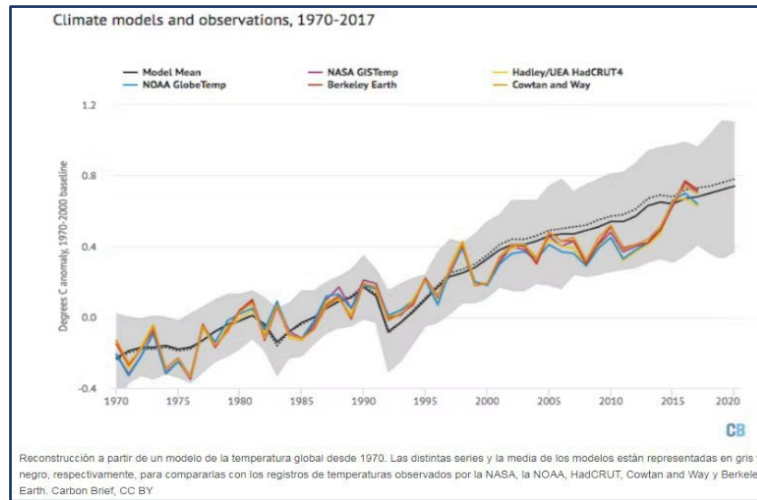 Climate models and observations, 1970-2017
Model Mean NASA GISTemp Hadley/UEA HadCRUT4
NOAA GlobeTemp Berkeley Earth Cowtan and Way
Degrees C anomaly, 1970-2000 baseline
1.2
0.8
0.4
0.0
-0.4
1970 1975 1980 1985 1990 1995 2000 2005 2010 2015 2020
CB
Reconstrucción a partir de un modelo de la temperatura global desde 1970. Las distintas series y la media de los modelos están representadas en gris y
negro, respectivamente, para compararlas con los registros de temperaturas observados por la NASA, la NOAA, HadCRUT, Cowtan and Way y Berkele
Earth. Carbon Brief, CC BY